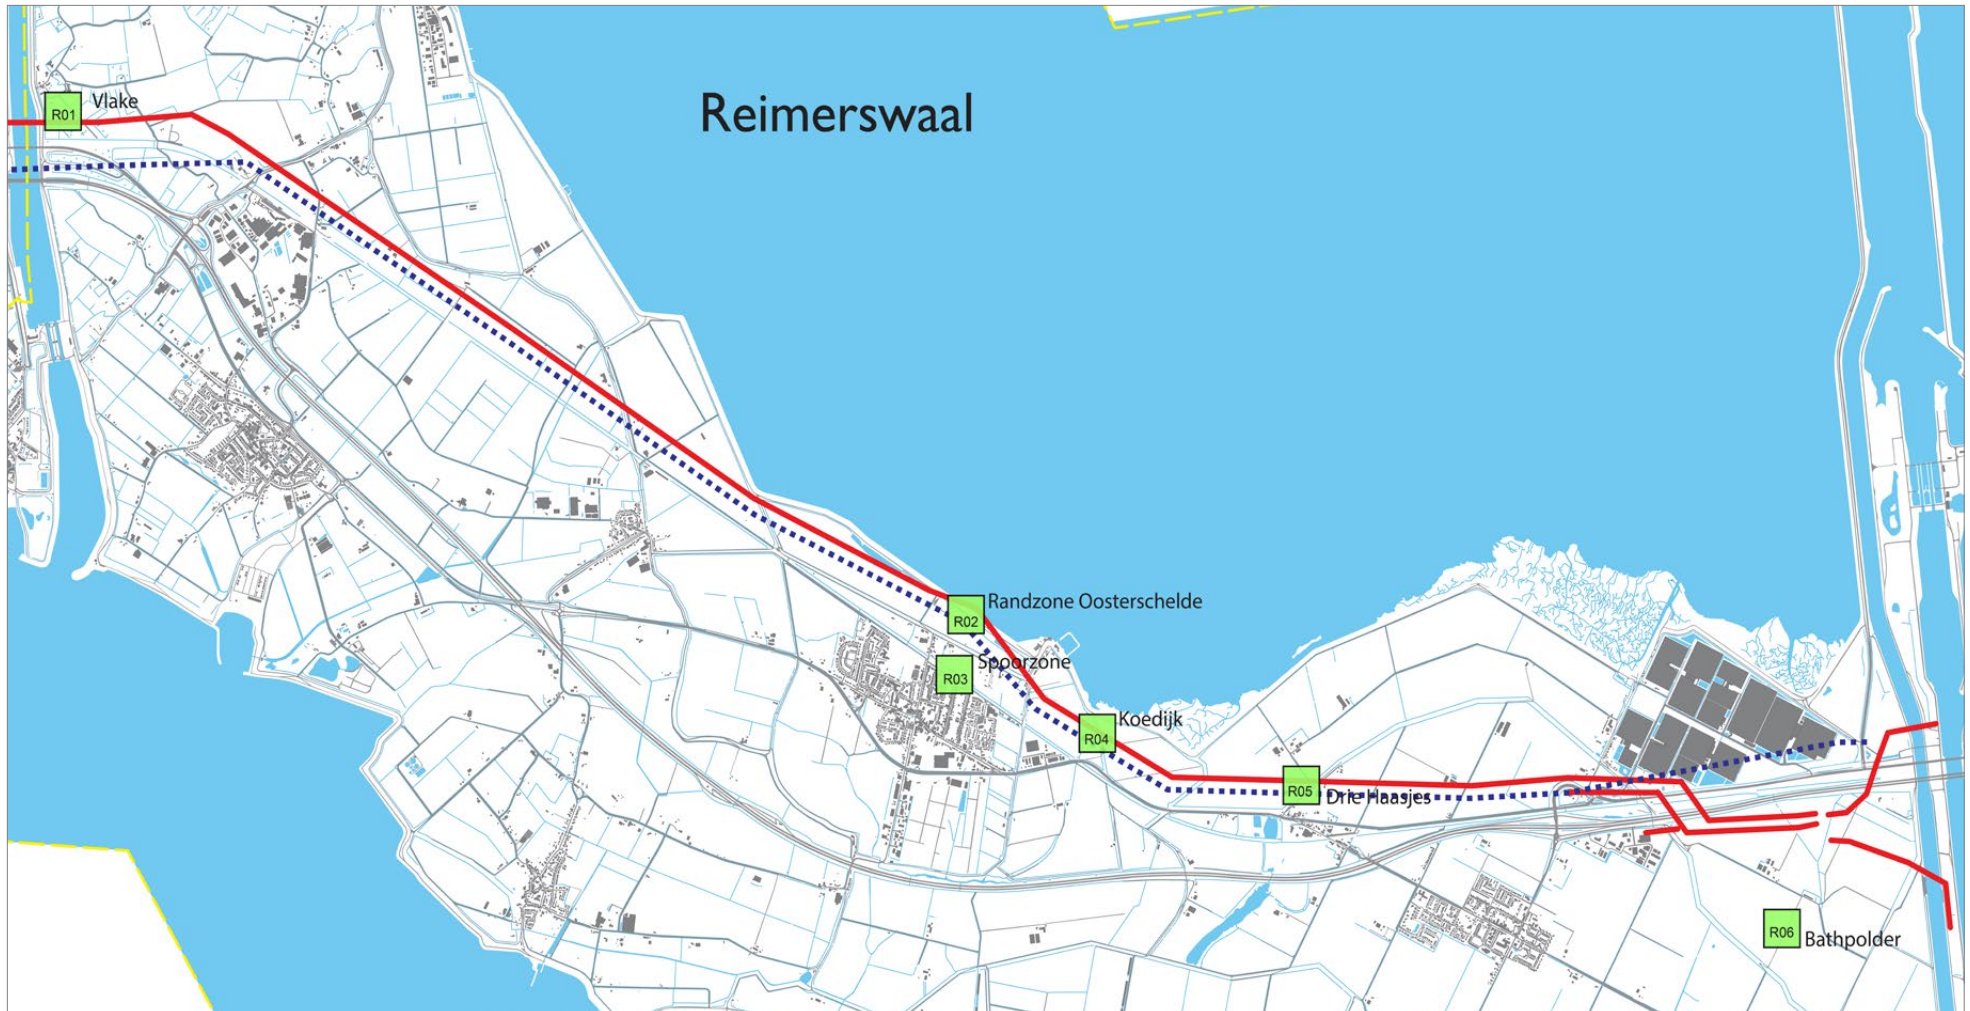 Reimerswaal
R01 Vlake
R02 Randzone Oosterschelde
R03 Spoorzone
R04 Koedijk
R05 Drie Haasjes
R06 Bathpolder